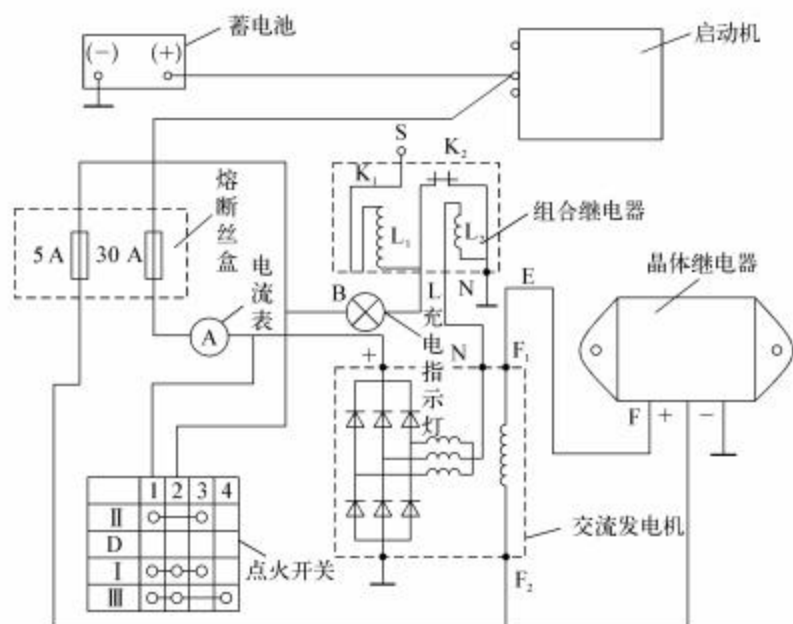 蓄电池
(−) (+)
启动机
S
K₁
K₂
L₁
L₂
组合继电器
熔断丝盒
5 A
30 A
电流表
A
B
L
N
E
晶体继电器
充电指示灯
+
N
F₁
F + −
1 2 3 4
Ⅱ
D
Ⅰ
Ⅲ
点火开关
交流发电机
F₂